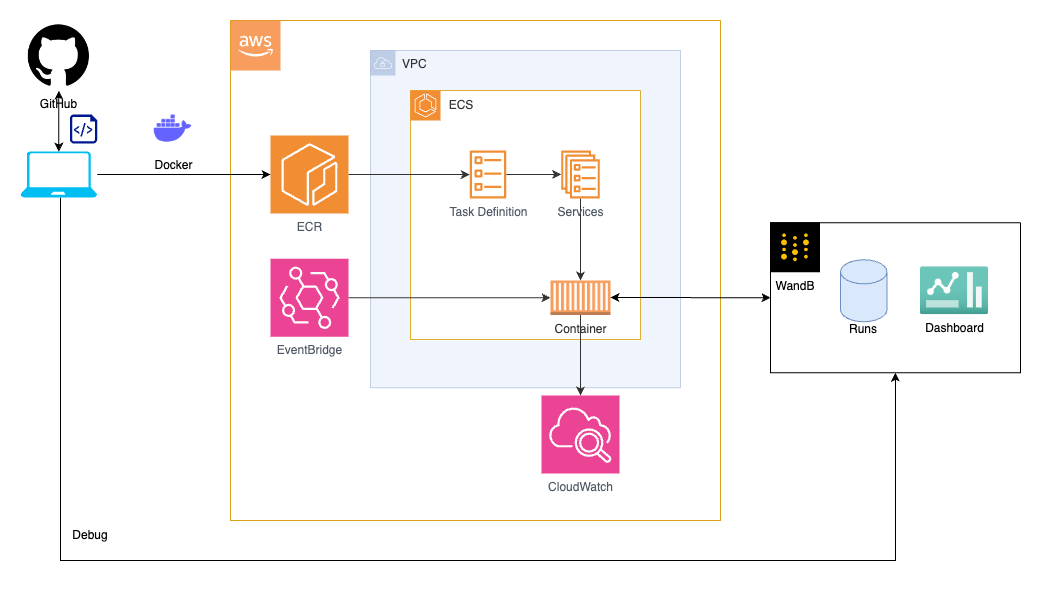 aws
VPC
GitHub
ECS
</>
Docker
Task Definition
Services
ECR
WandB
Container
Runs
Dashboard
EventBridge
CloudWatch
Debug